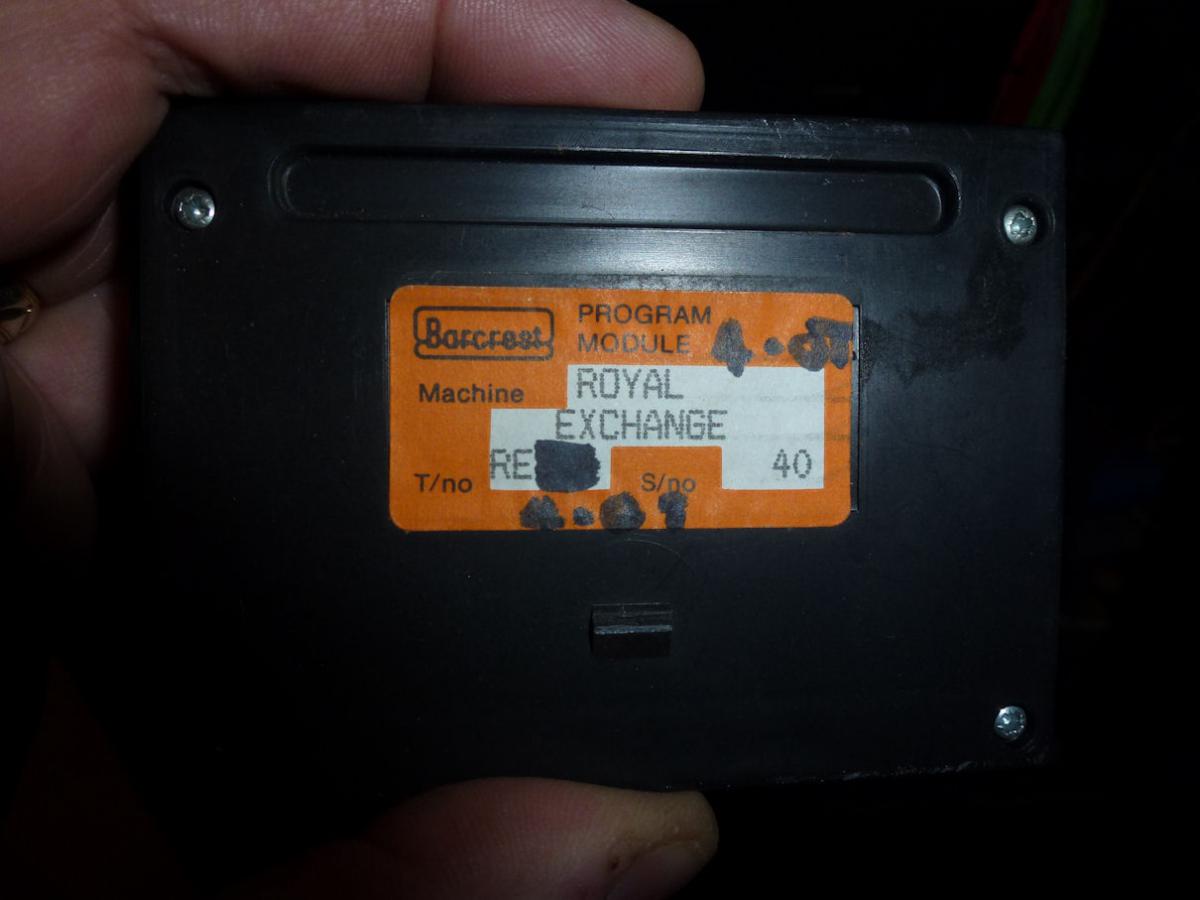 Barcrest PROGRAM
MODULE
Machine ROYAL
EXCHANGE
T/no RE S/no 40